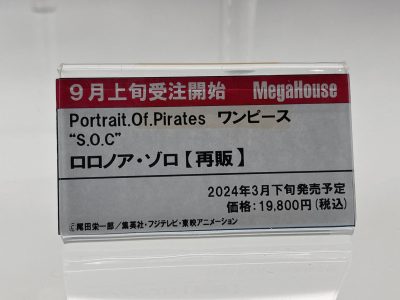 9月上旬受注開始 MegaHouse
Portrait.Of.Pirates ワンピース
“S.O.C”
ロロノア・ゾロ【再販】
2024年3月下旬発売予定
価格:19,800円(税込)
©尾田栄一郎／集英社・フジテレビ・東映アニメーション